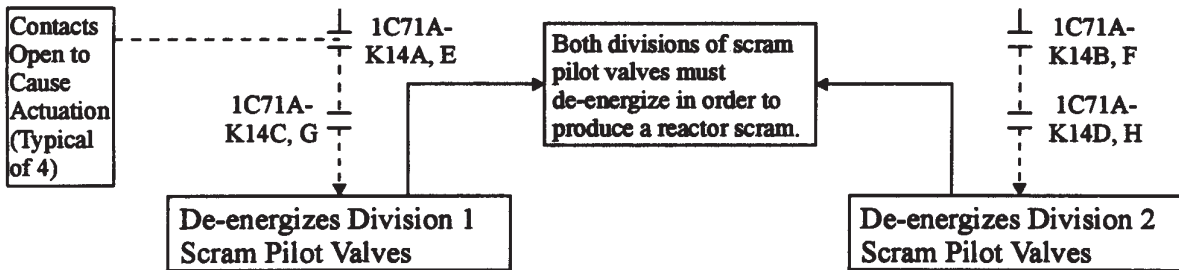 Contacts
Open to
Cause
Actuation
(Typical
of 4)
1C71A-
K14A, E
1C71A-
K14C, G
Both divisions of scram
pilot valves must
de-energize in order to
produce a reactor scram.
1C71A-
K14B, F
1C71A-
K14D, H
De-energizes Division 1
Scram Pilot Valves
De-energizes Division 2
Scram Pilot Valves